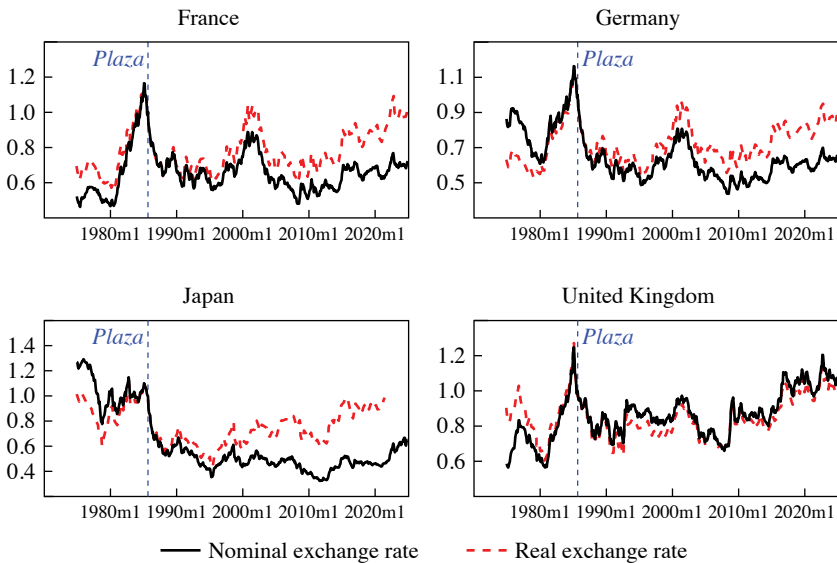 France
Germany
Plaza
1.2
1.0
0.8
0.6
1980m1 1990m1 2000m1 2010m1 2020m1
Plaza
1.1
0.9
0.7
0.5
1980m1 1990m1 2000m1 2010m1 2020m1
Japan
United Kingdom
Plaza
1.4
1.2
1.0
0.8
0.6
0.4
1980m1 1990m1 2000m1 2010m1 2020m1
Plaza
1.2
1.0
0.8
0.6
1980m1 1990m1 2000m1 2010m1 2020m1
Nominal exchange rate
Real exchange rate